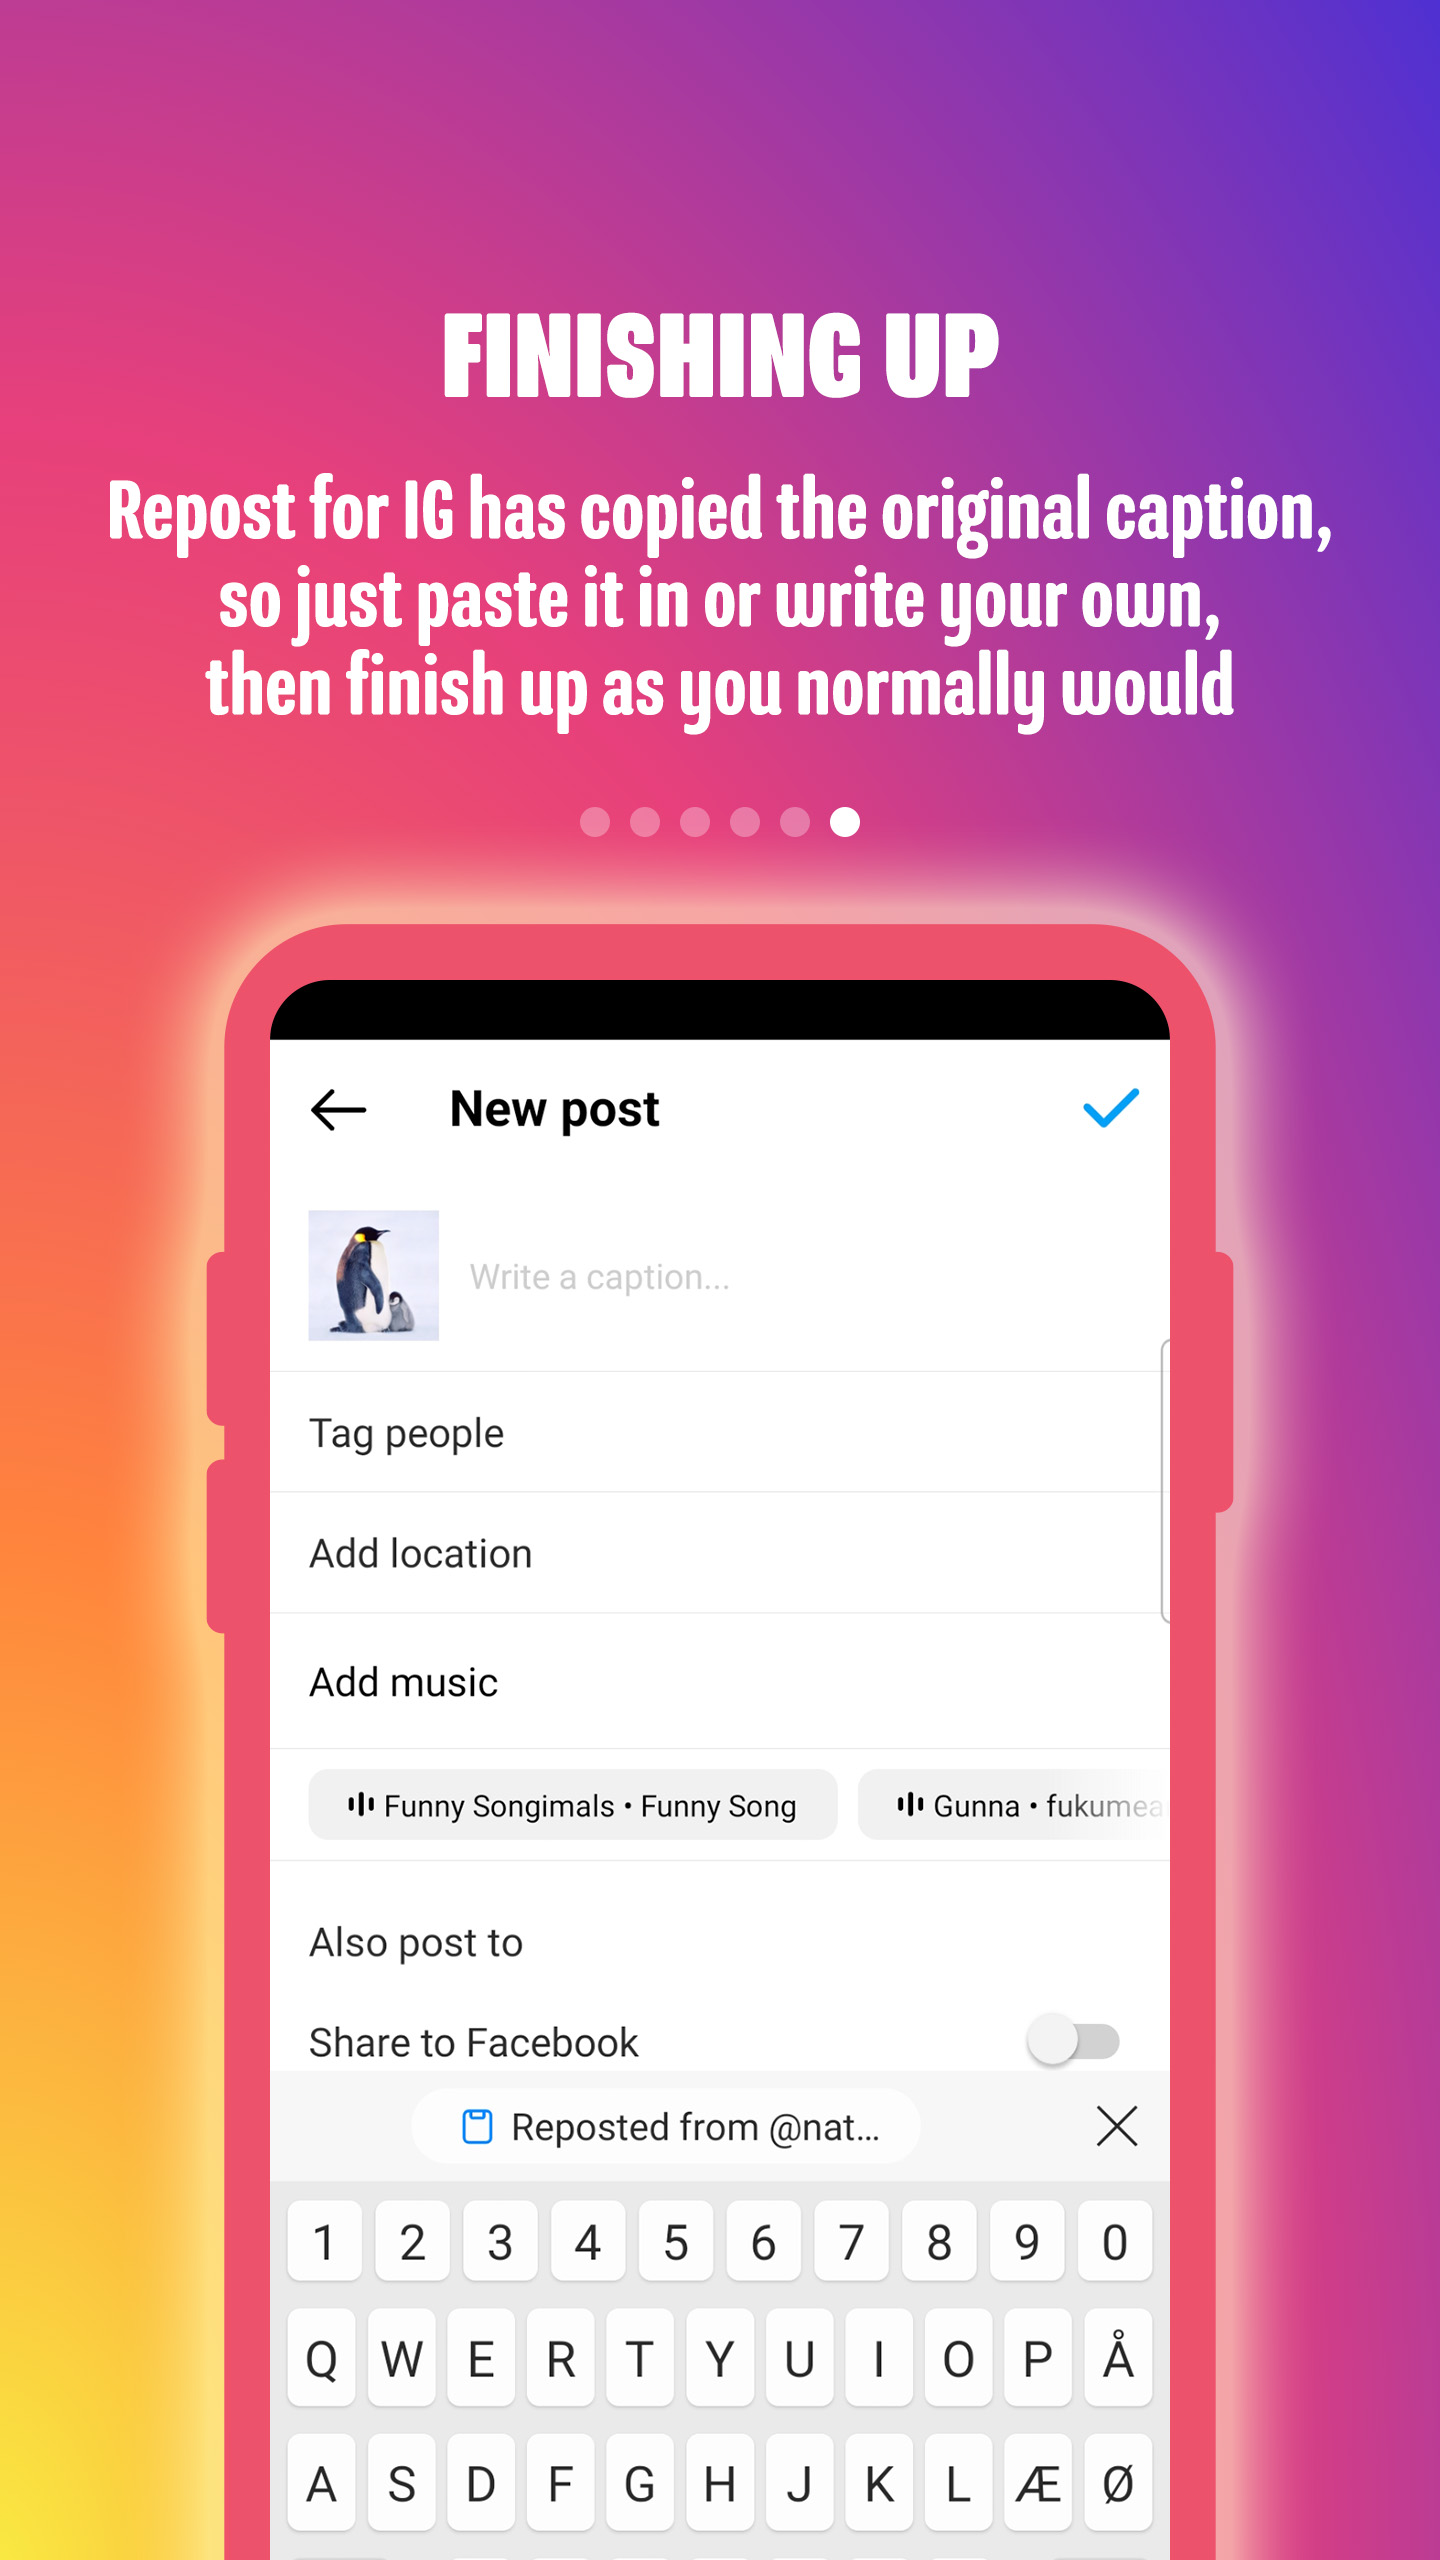 FINISHING UP
Repost for IG has copied the original caption,
so just paste it in or write your own,
then finish up as you normally would
New post
Write a caption...
Tag people
Add location
Add music
Funny Songimals • Funny Song
Gunna • fukumea
Also post to
Share to Facebook
Reposted from @nat...
1 2 3 4 5 6 7 8 9 0
Q W E R T Y U I O P Å
A S D F G H J K L Æ Ø